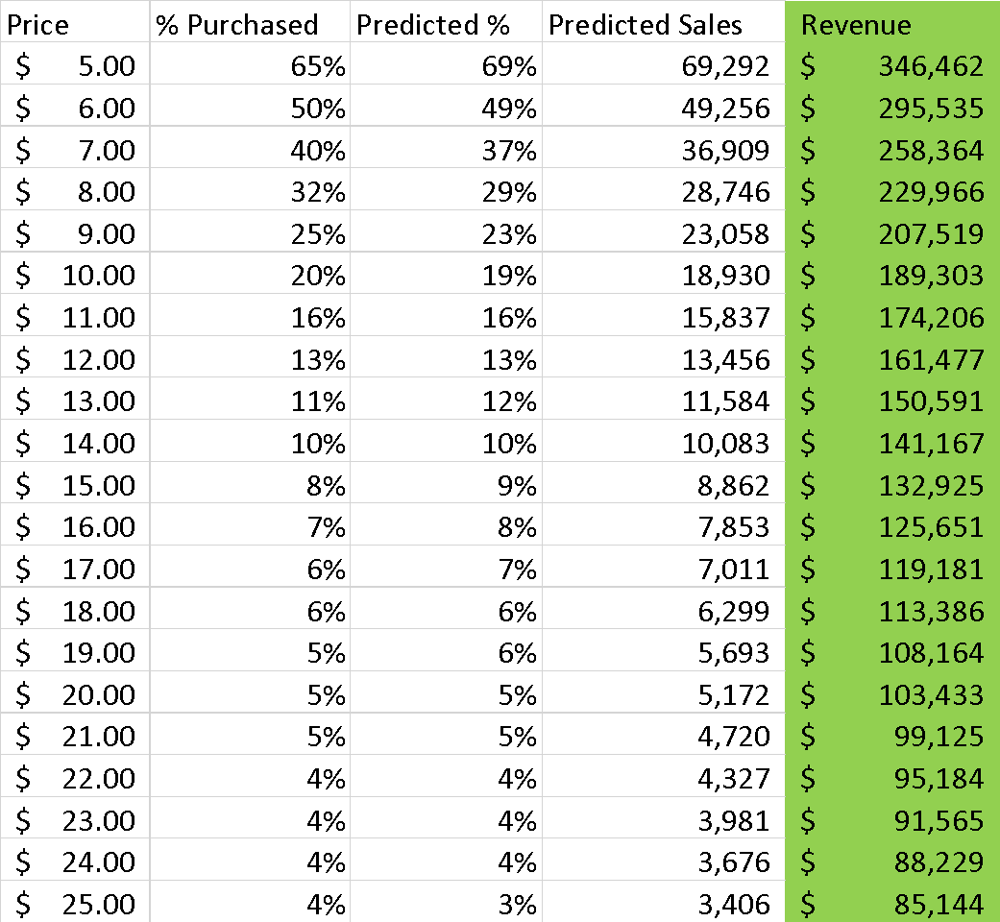 Price % Purchased Predicted % Predicted Sales Revenue
$ 5.00 65% 69% 69,292 $ 346,462
$ 6.00 50% 49% 49,256 $ 295,535
$ 7.00 40% 37% 36,909 $ 258,364
$ 8.00 32% 29% 28,746 $ 229,966
$ 9.00 25% 23% 23,058 $ 207,519
$ 10.00 20% 19% 18,930 $ 189,303
$ 11.00 16% 16% 15,837 $ 174,206
$ 12.00 13% 13% 13,456 $ 161,477
$ 13.00 11% 12% 11,584 $ 150,591
$ 14.00 10% 10% 10,083 $ 141,167
$ 15.00 8% 9% 8,862 $ 132,925
$ 16.00 7% 8% 7,853 $ 125,651
$ 17.00 6% 7% 7,011 $ 119,181
$ 18.00 6% 6% 6,299 $ 113,386
$ 19.00 5% 6% 5,693 $ 108,164
$ 20.00 5% 5% 5,172 $ 103,433
$ 21.00 5% 5% 4,720 $ 99,125
$ 22.00 4% 4% 4,327 $ 95,184
$ 23.00 4% 4% 3,981 $ 91,565
$ 24.00 4% 4% 3,676 $ 88,229
$ 25.00 4% 3% 3,406 $ 85,144